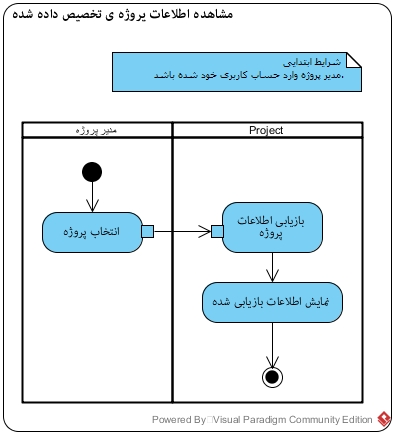 مشاهده اطلاعات پروژه ی تخصیص داده شده
شرایط ابتدایی
مدیر پروژه وارد حساب کاربری خود شده باشد.
مدیر پروژه
Project
انتخاب پروژه
بازیابی اطلاعات
پروژه
نمایش اطلاعات بازیابی شده
Powered By Visual Paradigm Community Edition